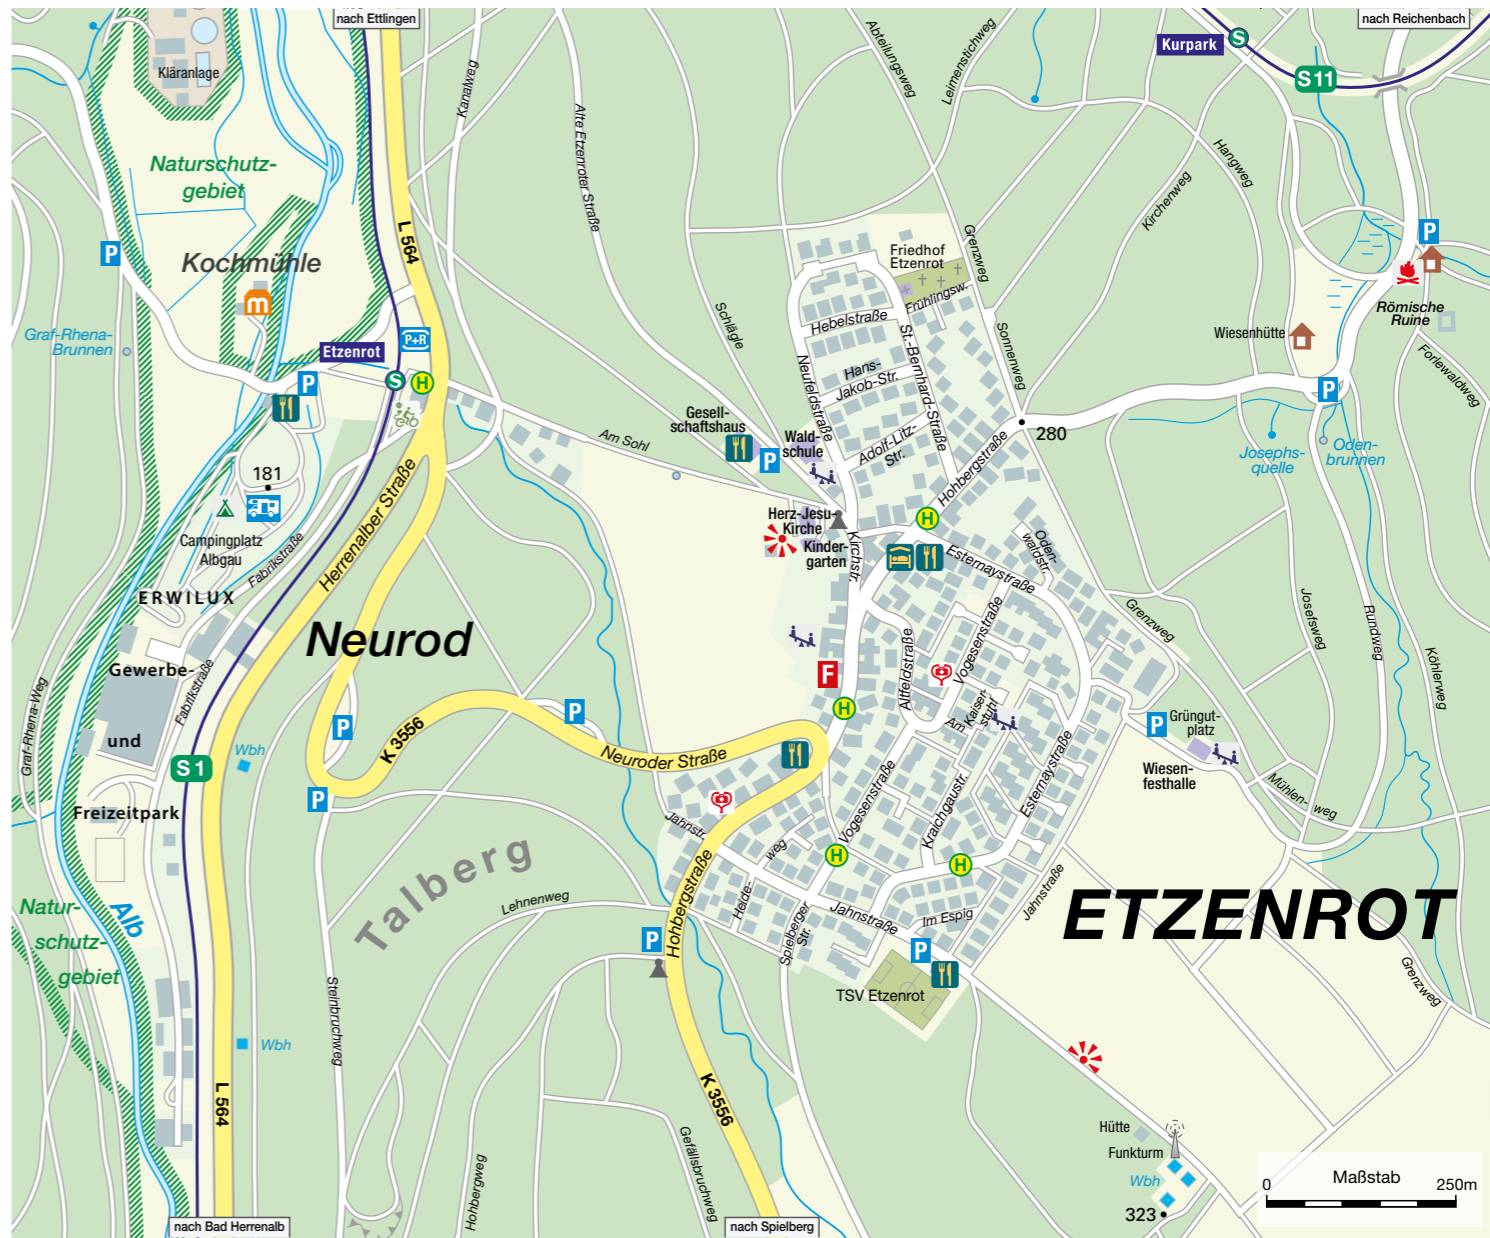 nach Ettlingen
nach Reichenbach
Kurpark
S
S11
Kläranlage
Kanalweg
Alte Etzenroter Straße
Abteilungsweg
Leimenstichweg
Hangweg
Kirchenweg
Naturschutz-
gebiet
L 564
P
Kochmühle
m
Friedhof
Etzenrot
Grenzweg
Frühlingsw.
P
Römische
Ruine
Graf-Rhena-
Brunnen
Etzenrot
P+R
Schlägle
Hebelstraße
St.-Bernhard-Straße
Sonnenweg
Wiesenhütte
Forlewaldweg
P
S
H
Neufeldstraße
Hans-
Jakob-Str.
P
Gesell-
schaftshaus
Wald-
schule
P
Am Sohl
Adolf-Litz-
Str.
Hohbergstraße
280
Josephs-
quelle
Oden-
brunnen
181
Campingplatz
Albgau
Fabrikstraße
Herrenalber Straße
Herz-Jesu-
Kirche
Kinder-
garten
Kirchstr.
H
Esternaystraße
Oden-
waldstr.
ERWILUX
Neurod
Grenzweg
Josefsweg
Rundweg
Köhlerweg
Gewerbe-
und
Freizeitpark
Fabrikstraße
Graf-Rhena-Weg
F
H
Altfeldstraße
Vogesenstraße
Am
Kaiser-
stuhl
P
Grüngut-
platz
Wiesen-
festhalle
Mühlen-
weg
S 1
Wbh
P
P
K 3556
P
Neuroder Straße
Jahnstr.
Vogesenstraße
Kraichgaustr.
Esternaystraße
H
H
Talberg
Lehnenweg
weg
Heide-
Hohbergstraße
Spielberger
Str.
Jahnstraße
Im Espig
Jahnstraße
ETZENROT
Natur-
schutz-
gebiet
Alb
P
P
TSV Etzenrot
Grenzweg
Steinbruchweg
Wbh
L 564
K 3556
Hohbergweg
Gefällsbruchweg
Hütte
Funkturm
Wbh
323
Maßstab
0
250m
nach Bad Herrenalb
nach Spielberg